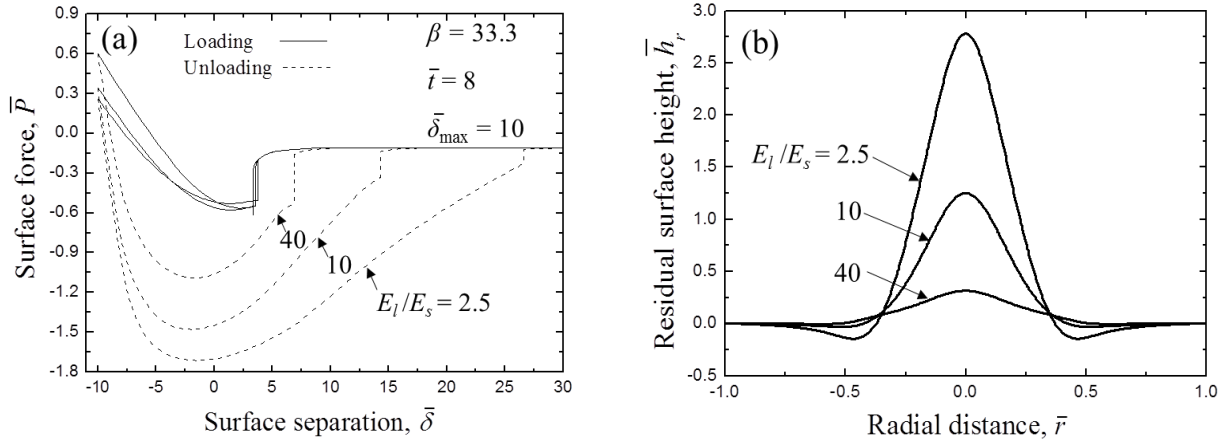 (a)
Loading
Unloading
β = 33.3
t̄ = 8
δ̄max = 10
40
10
El/Es = 2.5
0.9
0.6
0.3
0.0
-0.3
-0.6
-0.9
-1.2
-1.5
-1.8
Surface force, P̄
-10 -5 0 5 10 15 20 25 30
Surface separation, δ̄
(b)
El/Es = 2.5
10
40
3.0
2.5
2.0
1.5
1.0
0.5
0.0
-0.5
Residual surface height, h̄r
-1.0 -0.5 0.0 0.5 1.0
Radial distance, r̄